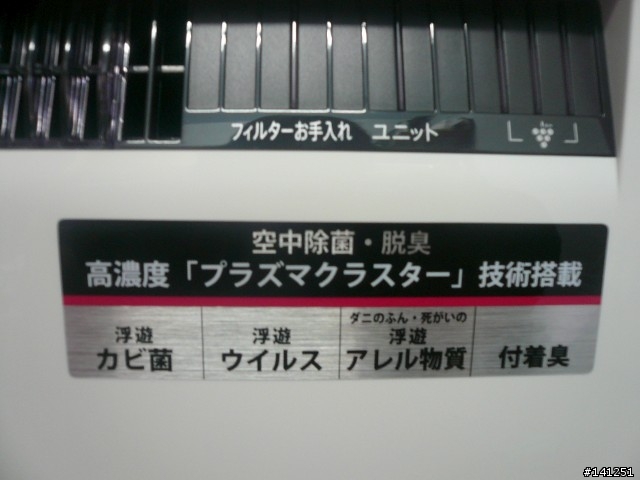 フィルターお手入れ ユニット
空中除菌・脱臭
高濃度「プラズマクラスター」技術搭載
浮遊
カビ菌
浮遊
ウイルス
ダニのふん・死がいの
浮遊
アレル物質
付着臭
#141251